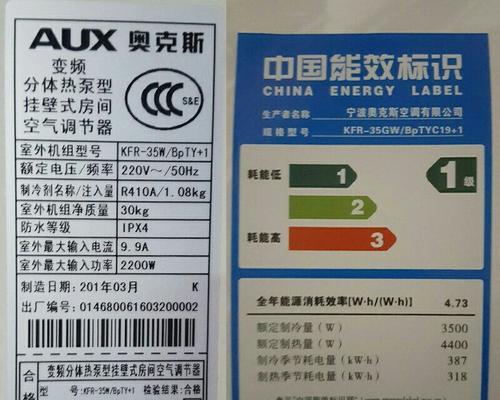 AUX 奥克斯
变频
分体热泵型
挂壁式房间
空气调节器
CCC S&E
室外机组型号 KFR-35W/BpTY+1
额定电压/频率 220V~/50Hz
制冷剂名称/注入量 R410A/1.08kg
室外机组净质量 30kg
防水等级 IPX4
室外最大输入电流 9.9A
室外最大输入功率 2200W
制造日期: 201年03月 K
出厂编号: 014680061603200002
合格
变频分体热泵型挂壁式房间空气调节器
型号: KFR-35W/BpTY+1 检验结果: 合格
中国能效标识
CHINA ENERGY LABEL
生产者名称 宁波奥克斯空调有限公司
规格型号 KFR-35GW/BpTYC19+1
耗能低
1
1级
2
耗能高
3
全年能源消耗效率[W·h/(W·h)] 4.73
额定制冷量 (W) 3500
额定制热量 (W) 4400
制冷季节耗电量 (kW·h) 387
制热季节耗电量 (kW·h) 318